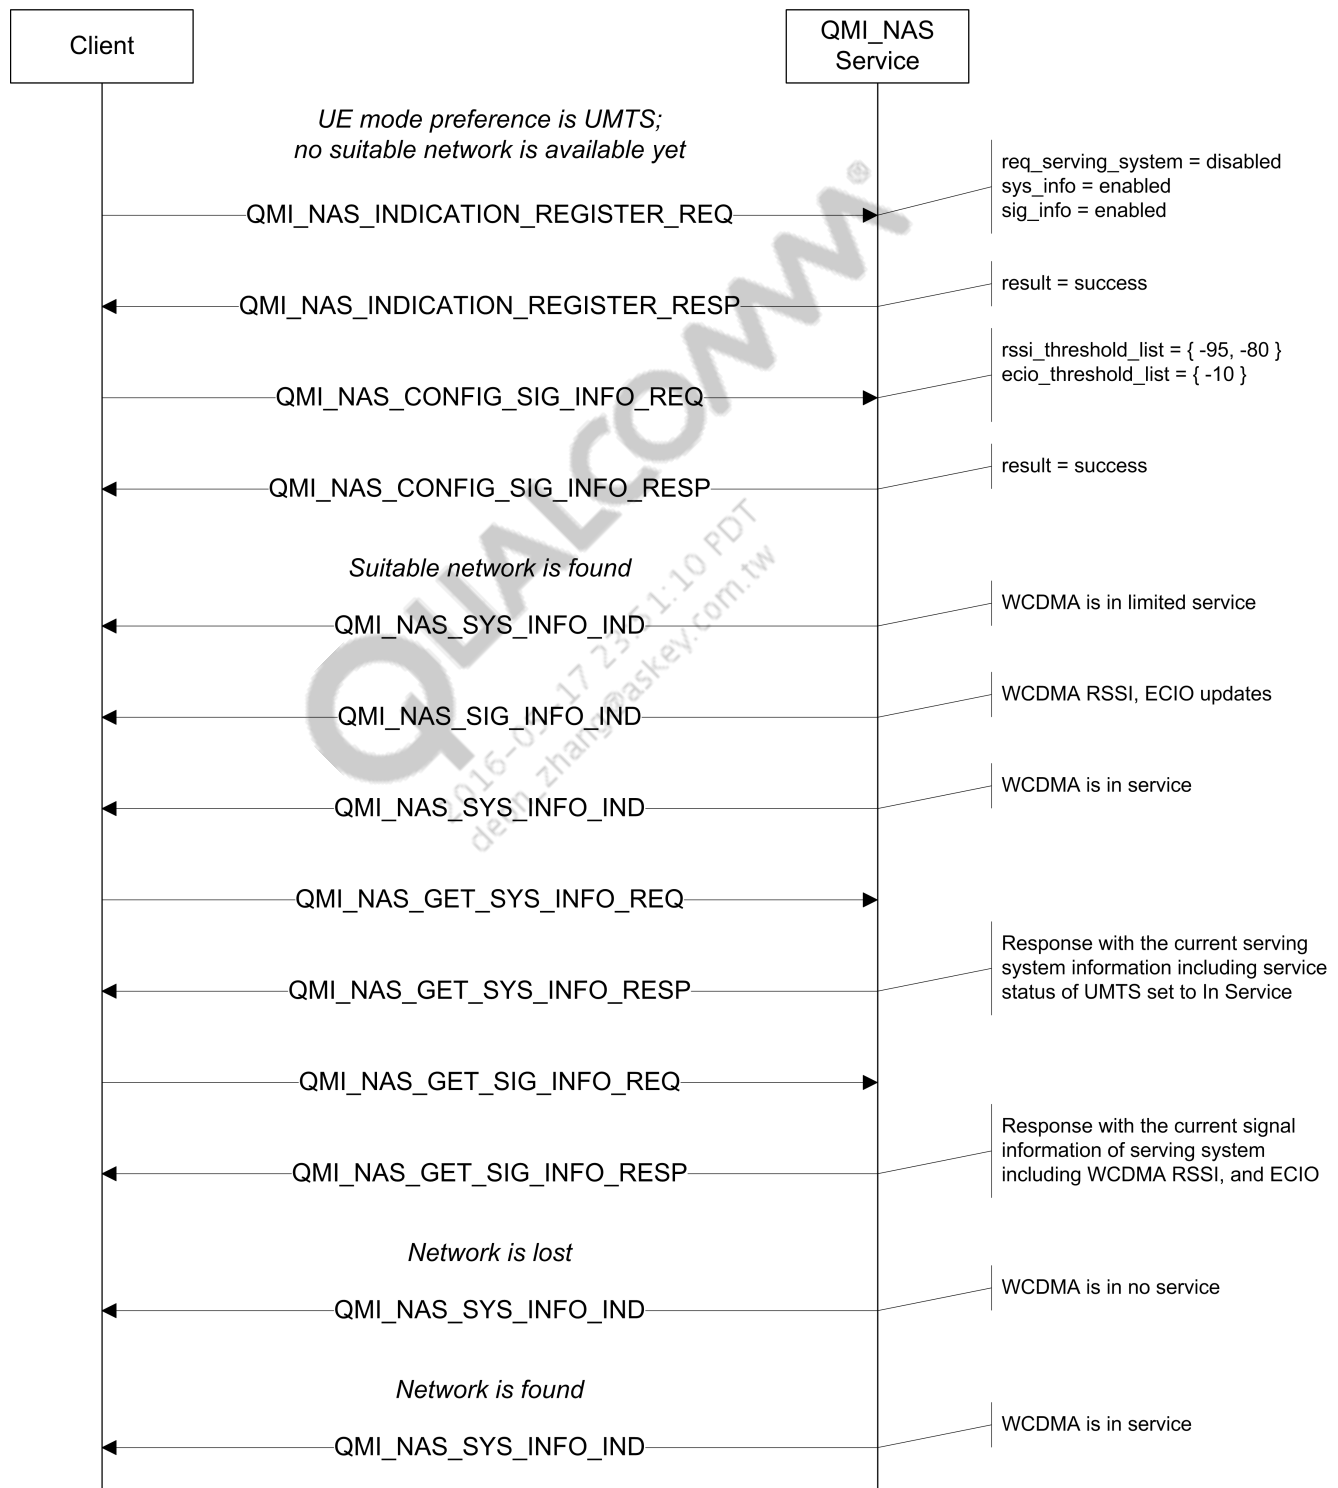 Client
QMI_NAS
Service
UE mode preference is UMTS;
no suitable network is available yet
req_serving_system = disabled
sys_info = enabled
sig_info = enabled
QMI_NAS_INDICATION_REGISTER_REQ
result = success
QMI_NAS_INDICATION_REGISTER_RESP
rssi_threshold_list = { -95, -80 }
ecio_threshold_list = { -10 }
QMI_NAS_CONFIG_SIG_INFO_REQ
result = success
QMI_NAS_CONFIG_SIG_INFO_RESP
Suitable network is found
WCDMA is in limited service
QMI_NAS_SYS_INFO_IND
WCDMA RSSI, ECIO updates
QMI_NAS_SIG_INFO_IND
WCDMA is in service
QMI_NAS_SYS_INFO_IND
QMI_NAS_GET_SYS_INFO_REQ
Response with the current serving
system information including service
status of UMTS set to In Service
QMI_NAS_GET_SYS_INFO_RESP
QMI_NAS_GET_SIG_INFO_REQ
Response with the current signal
information of serving system
including WCDMA RSSI, and ECIO
QMI_NAS_GET_SIG_INFO_RESP
Network is lost
WCDMA is in no service
QMI_NAS_SYS_INFO_IND
Network is found
WCDMA is in service
QMI_NAS_SYS_INFO_IND
QUALCOMM®
23:51:10 PDT